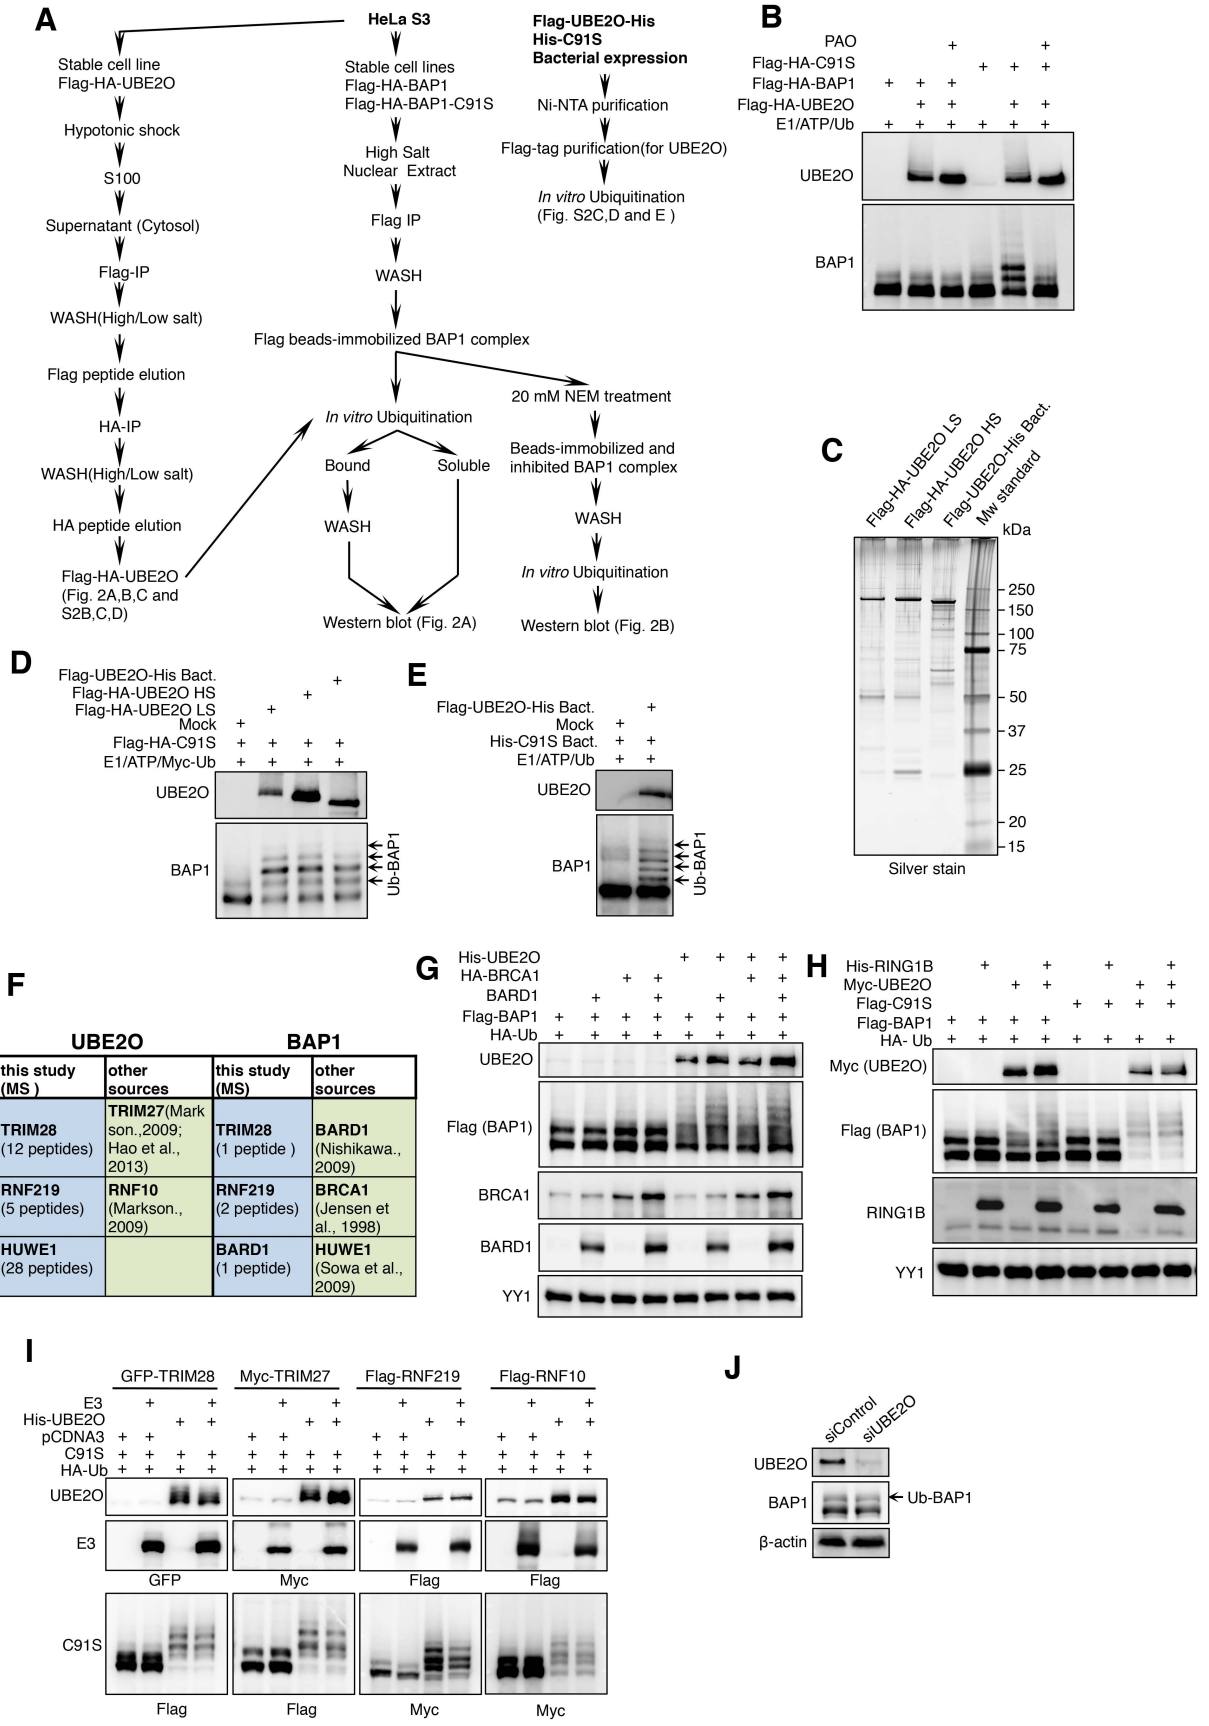 A
HeLa S3
Stable cell line
Flag-HA-UBE2O
Hypotonic shock
S100
Supernatant (Cytosol)
Flag-IP
WASH(High/Low salt)
Flag peptide elution
HA-IP
WASH(High/Low salt)
HA peptide elution
Flag-HA-UBE2O
(Fig. 2A,B,C and
S2B,C,D)
Stable cell lines
Flag-HA-BAP1
Flag-HA-BAP1-C91S
High Salt
Nuclear Extract
Flag IP
WASH
Flag beads-immobilized BAP1 complex
In vitro Ubiquitination
Bound
Soluble
WASH
Western blot (Fig. 2A)
20 mM NEM treatment
Beads-immobilized and
inhibited BAP1 complex
WASH
In vitro Ubiquitination
Western blot (Fig. 2B)
Flag-UBE2O-His
His-C91S
Bacterial expression
Ni-NTA purification
Flag-tag purification(for UBE2O)
In vitro Ubiquitination
(Fig. S2C,D and E )
B
PAO + +
Flag-HA-C91S + + +
Flag-HA-BAP1 + + +
Flag-HA-UBE2O + + + +
E1/ATP/Ub + + + + + +
UBE2O
BAP1
C
Flag-HA-UBE2O LS
Flag-HA-UBE2O HS
Flag-UBE2O-His Bact.
Mw standard
kDa
250
150
100
75
50
37
25
20
15
Silver stain
D
Flag-UBE2O-His Bact. +
Flag-HA-UBE2O HS +
Flag-HA-UBE2O LS +
Mock +
Flag-HA-C91S + + + +
E1/ATP/Myc-Ub + + + +
UBE2O
BAP1
Ub-BAP1
E
Flag-UBE2O-His Bact. +
Mock +
His-C91S Bact. + +
E1/ATP/Ub + +
UBE2O
BAP1
Ub-BAP1
F
UBE2O BAP1
this study
(MS )
other
sources
this study
(MS)
other
sources
TRIM28
(12 peptides)
TRIM27(Mark
son.,2009;
Hao et al.,
2013)
TRIM28
(1 peptide )
BARD1
(Nishikawa.,
2009)
RNF219
(5 peptides)
RNF10
(Markson.,
2009)
RNF219
(2 peptides)
BRCA1
(Jensen et
al., 1998)
HUWE1
(28 peptides)
BARD1
(1 peptide)
HUWE1
(Sowa et al.,
2009)
G
His-UBE2O + + + +
HA-BRCA1 + + + +
BARD1 + + + +
Flag-BAP1 + + + + + + + +
HA-Ub + + + + + + + +
UBE2O
Flag (BAP1)
BRCA1
BARD1
YY1
H
His-RING1B + + + +
Myc-UBE2O + + + +
Flag-C91S + + + +
Flag-BAP1 + + + +
HA- Ub + + + + + + + +
Myc (UBE2O)
Flag (BAP1)
RING1B
YY1
I
GFP-TRIM28 Myc-TRIM27 Flag-RNF219 Flag-RNF10
E3 + + + + + + + +
His-UBE2O + + + + + + + +
pCDNA3 + + + + + + + +
C91S + + + + + + + + + + + + + + + +
HA-Ub + + + + + + + + + + + + + + + +
UBE2O
E3
GFP Myc Flag Flag
C91S
Flag Flag Myc Myc
J
siControl
siUBE2O
UBE2O
BAP1
Ub-BAP1
β-actin